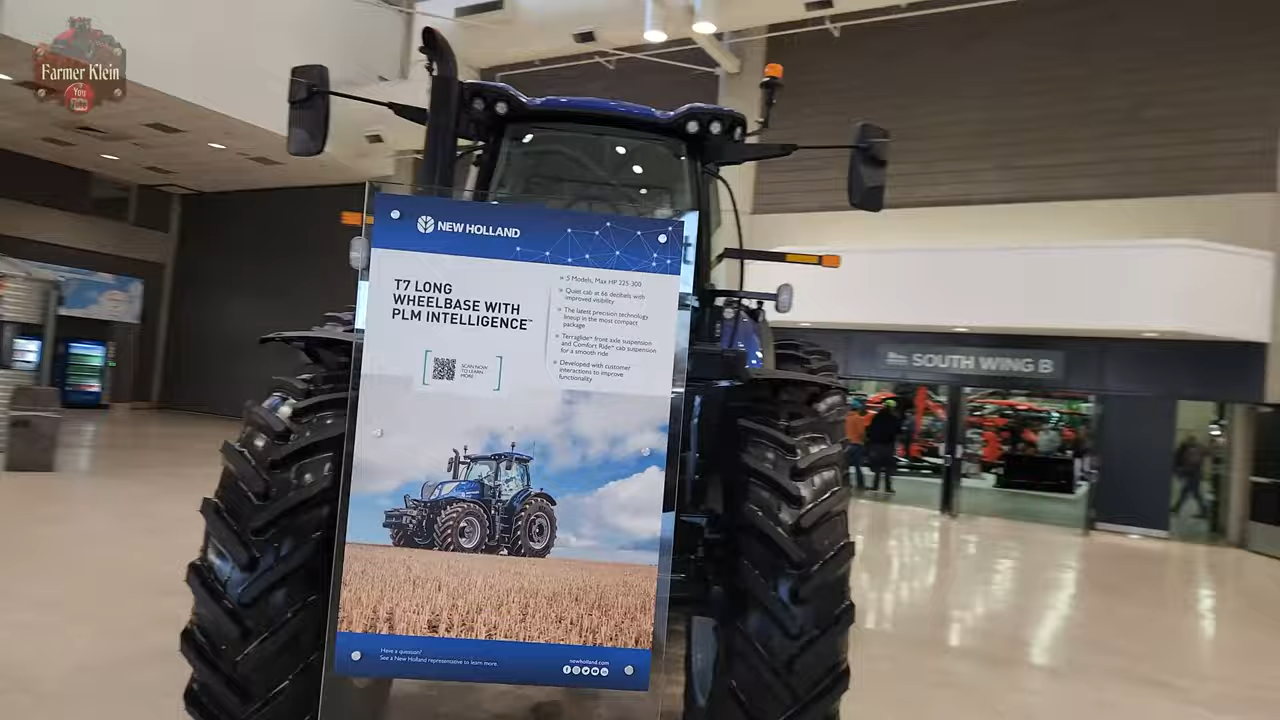 Farmer Klein
You
Tube
NEW HOLLAND
T7 LONG
WHEELBASE WITH
PLM INTELLIGENCE™
SCAN NOW
TO LEARN
MORE
» 5 Models, Max HP 225-300
» Quiet cab at 66 decibels with
improved visibility
» The latest precision technology
lineup in the most compact
package
» Terraglide™ front axle suspension
and Comfort Ride™ cab suspension
for a smooth ride
» Developed with customer
interactions to improve
functionality
Have a question?
See a New Holland representative to learn more.
newholland.com
SOUTH WING B